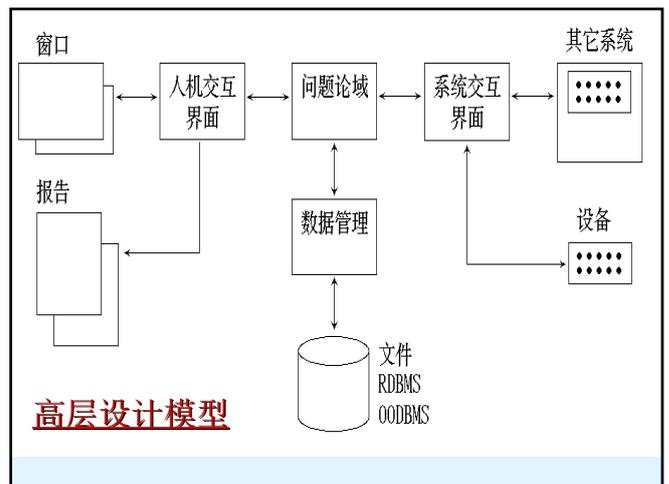 窗口
其它系统
人机交互
界面
问题论域
系统交互
界面
报告
数据管理
设备
文件
RDBMS
OODBMS
高层设计模型